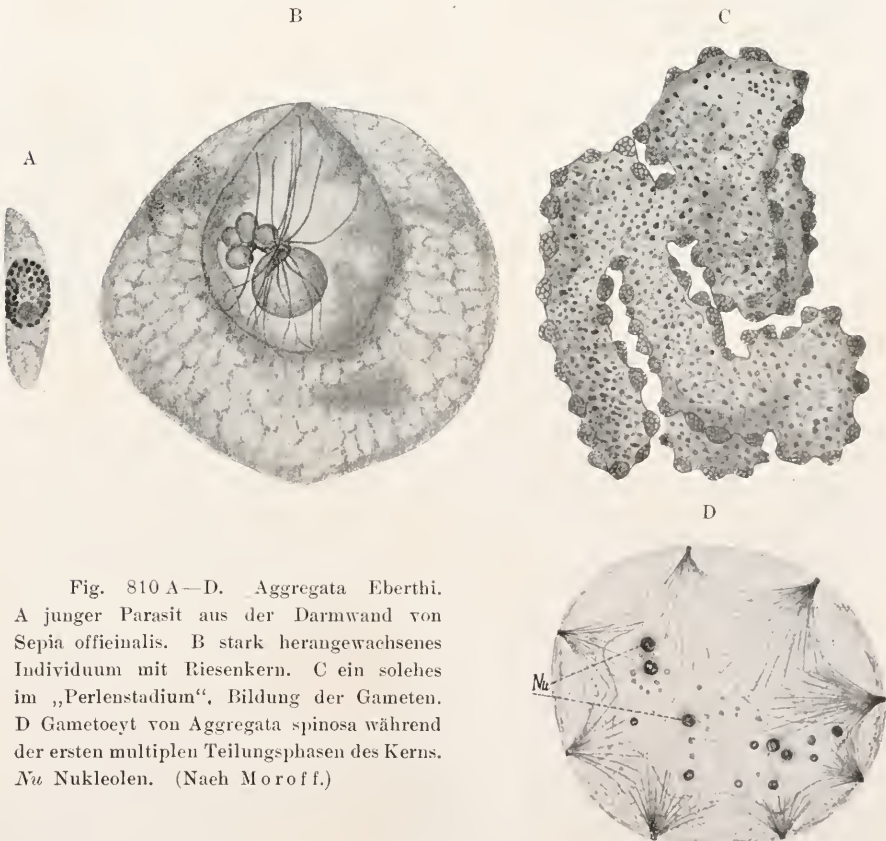 B
C
A
D
Nu
Fig. 810 A—D. Aggregata Eberthi.
A junger Parasit aus der Darmwand von
Sepia officinalis. B stark herangewachsenes
Individuum mit Riesenkern. C ein solches
im „Perlenstadium“, Bildung der Gameten.
D Gametocyt von Aggregata spinosa während
der ersten multiplen Teilungsphasen des Kerns.
Nu Nukleolen. (Nach Moroff.)